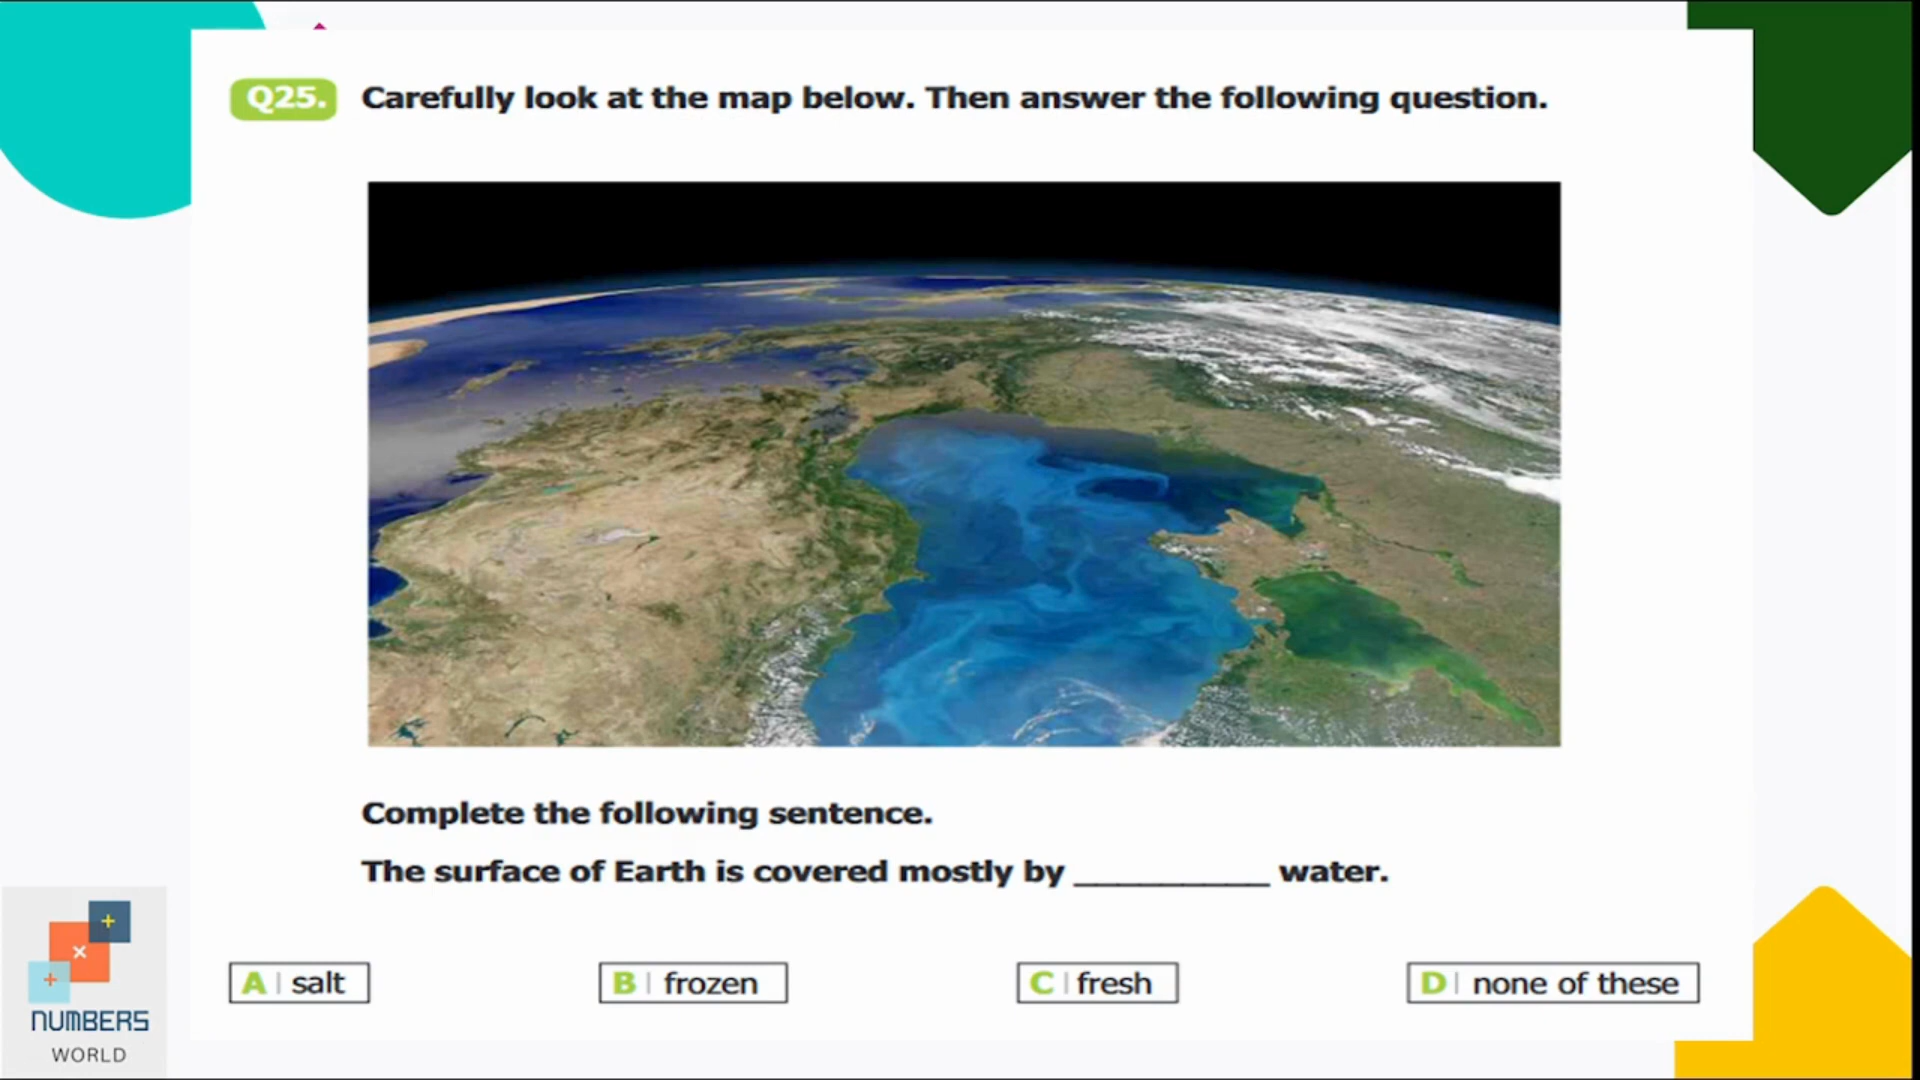 Q25. Carefully look at the map below. Then answer the following question.
Complete the following sentence.
The surface of Earth is covered mostly by __________ water.
A | salt
B | frozen
C | fresh
D | none of these
+
×
+
NUMBERS
WORLD